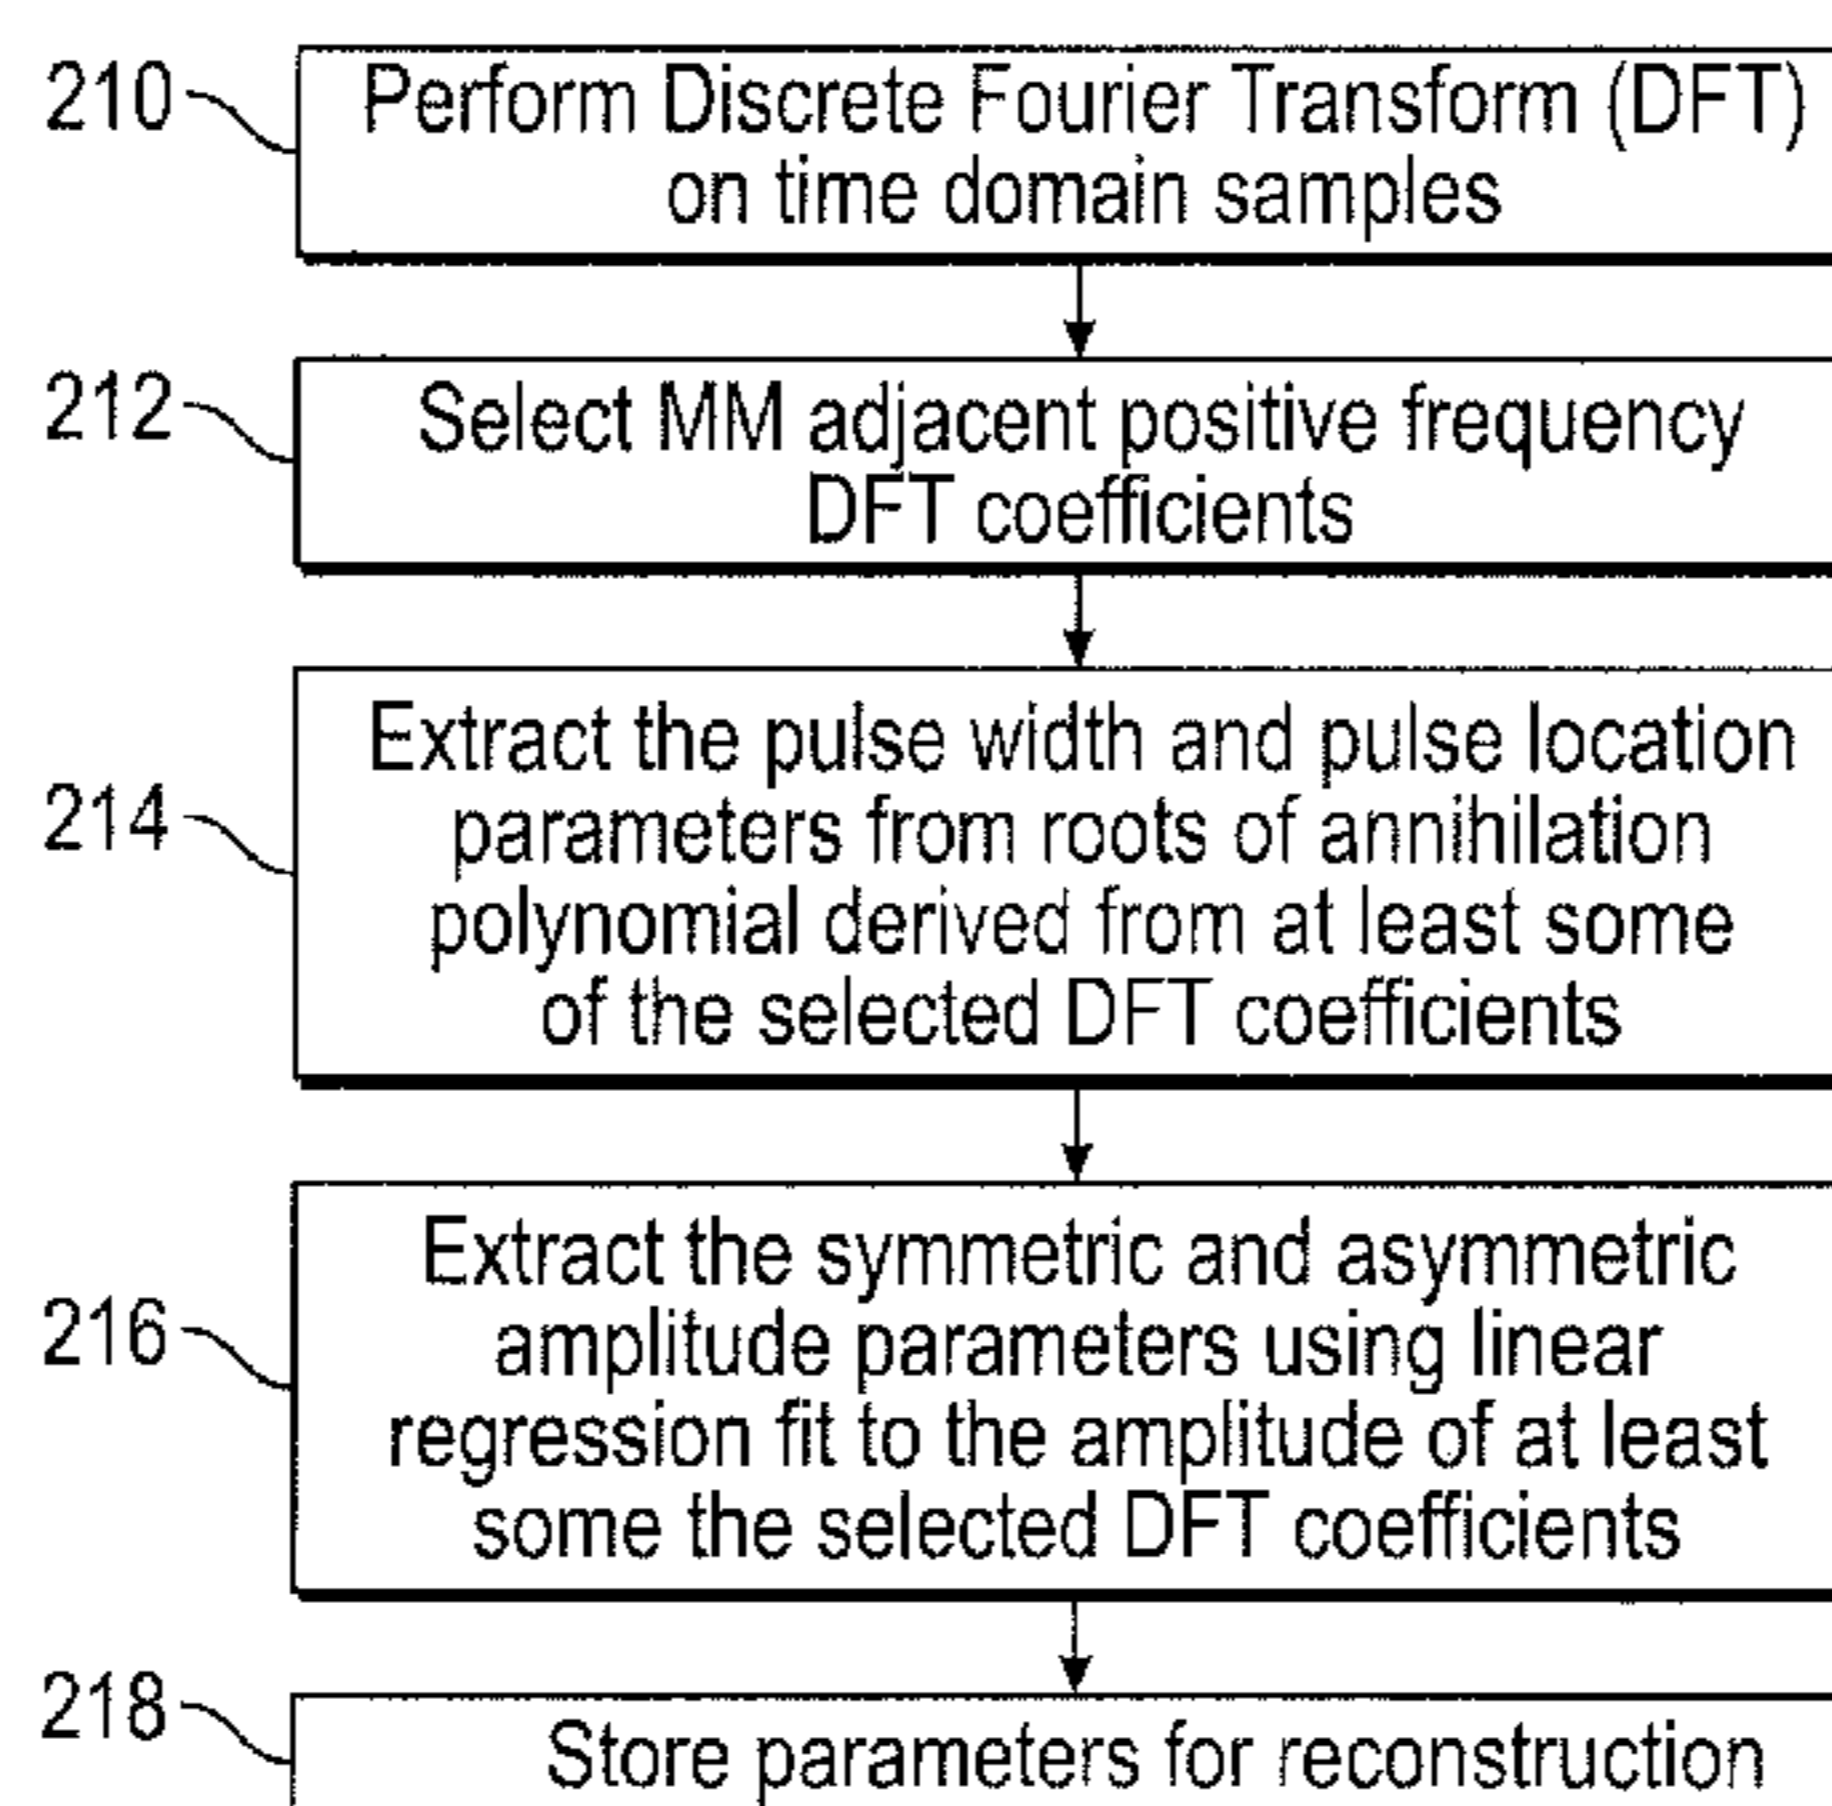 210
Perform Discrete Fourier Transform (DFT)
on time domain samples
212
Select MM adjacent positive frequency
DFT coefficients
214
Extract the pulse width and pulse location
parameters from roots of annihilation
polynomial derived from at least some
of the selected DFT coefficients
216
Extract the symmetric and asymmetric
amplitude parameters using linear
regression fit to the amplitude of at least
some the selected DFT coefficients
218
Store parameters for reconstruction